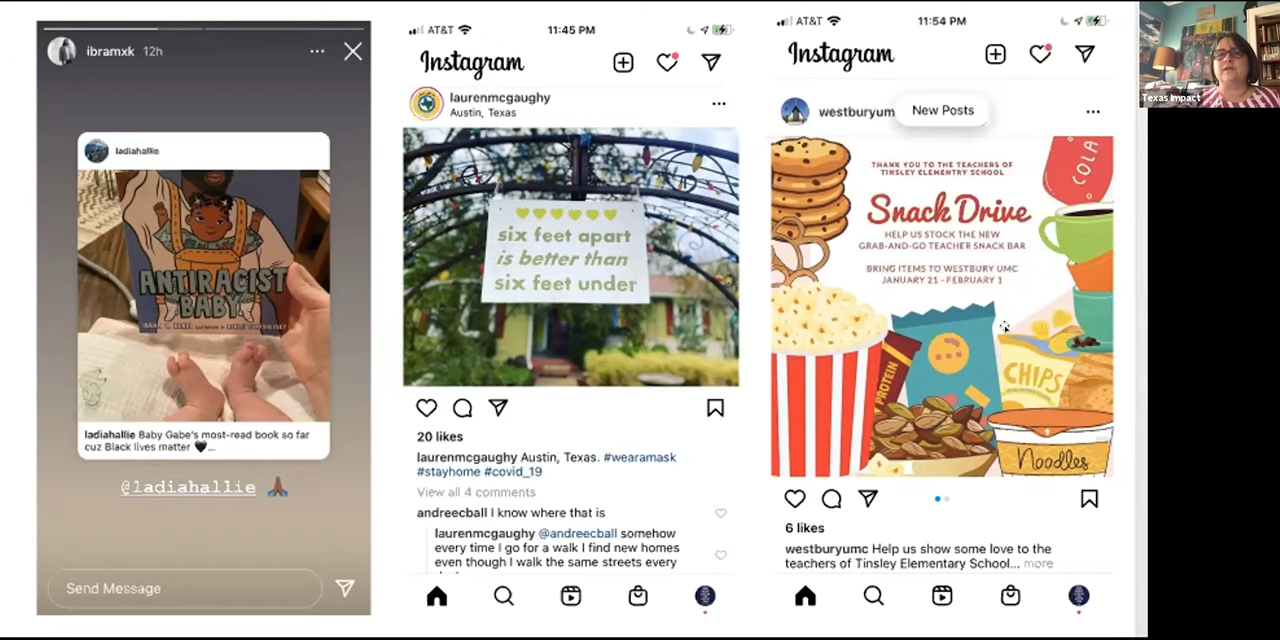 ibramxk 12h
ladiahallie
ANTIRACIST
BABY
ladiahallie Baby Gabe's most-read book so far
cuz Black lives matter 🖤...
@ladiahallie 🙏🏾
Send Message
AT&T 11:45 PM
Instagram
laurenmcgaughy
Austin, Texas
six feet apart
is better than
six feet under
20 likes
laurenmcgaughy Austin, Texas. #wearamask
#stayhome #covid_19
View all 4 comments
andreecball I know where that is
laurenmcgaughy @andreecball somehow
every time I go for a walk I find new homes
even though I walk the same streets every
AT&T 11:54 PM
Instagram
westburyum
New Posts
THANK YOU TO THE TEACHERS OF
TINSLEY ELEMENTARY SCHOOL
Snack Drive
HELP US STOCK THE NEW
GRAB-AND-GO TEACHER SNACK BAR
BRING ITEMS TO WESTBURY UMC
JANUARY 21 - FEBRUARY 1
COLA
PROTEIN
CHIPS
Noodles
6 likes
westburyumc Help us show some love to the
teachers of Tinsley Elementary School... more
Texas Impact